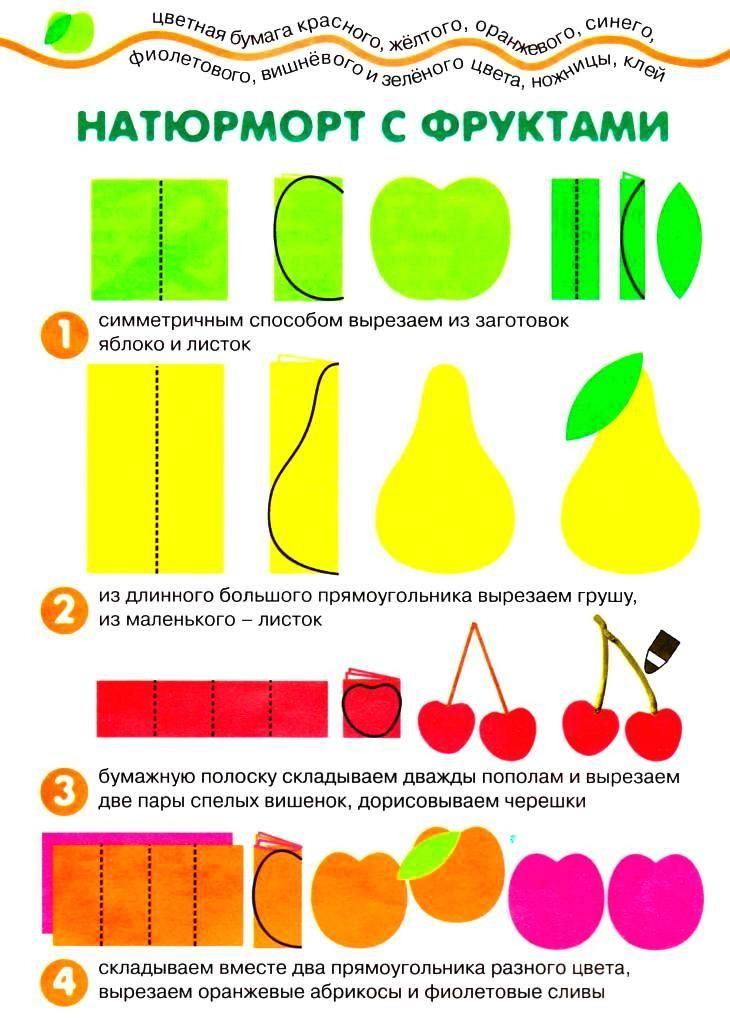 цветная бумага красного, жёлтого, оранжевого, синего,
фиолетового, вишнёвого и зелёного цвета, ножницы, клей
НАТЮРМОРТ С ФРУКТАМИ
1 симметричным способом вырезаем из заготовок
яблоко и листок
2 из длинного большого прямоугольника вырезаем грушу,
из маленького – листок
3 бумажную полоску складываем дважды пополам и вырезаем
две пары спелых вишенок, дорисовываем черешки
4 складываем вместе два прямоугольника разного цвета,
вырезаем оранжевые абрикосы и фиолетовые сливы